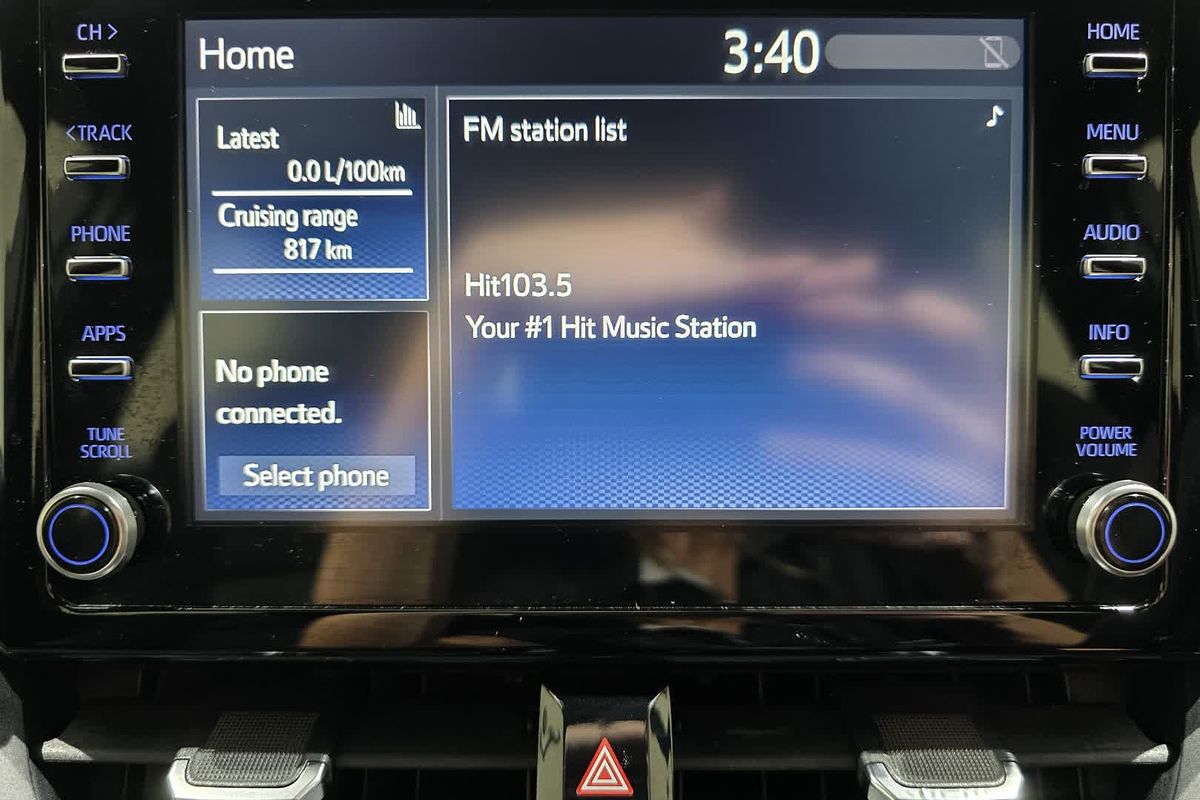 CH >
< TRACK
PHONE
APPS
TUNE
SCROLL
Home
3:40
Latest
0.0 L/100km
Cruising range
817 km
No phone
connected.
Select phone
FM station list
Hit103.5
Your #1 Hit Music Station
HOME
MENU
AUDIO
INFO
POWER
VOLUME